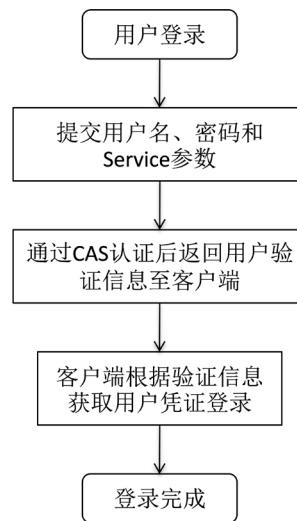 用户登录
提交用户名、密码和
Service参数
通过CAS认证后返回用户验
证信息至客户端
客户端根据验证信息
获取用户凭证登录
登录完成